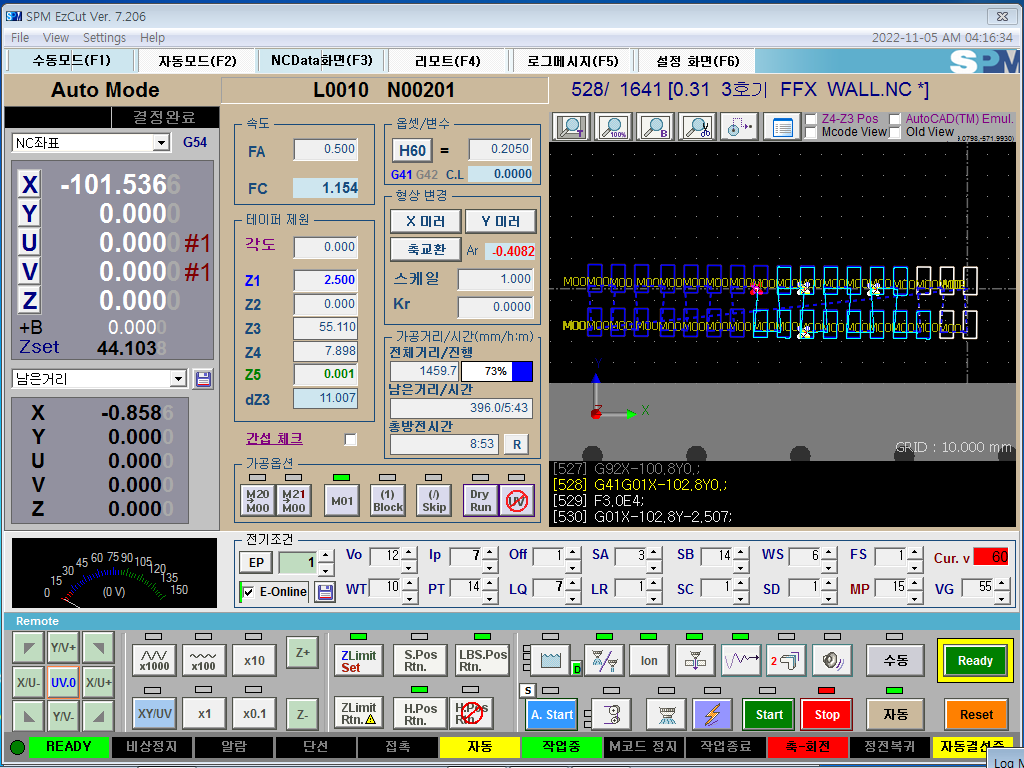 SPM EzCut Ver. 7.206
File View Settings Help
2022-11-05 AM 04:16:34
수동모드(F1) 자동모드(F2) NCData화면(F3) 리모트(F4) 로그메시지(F5) 설정 화면(F6) SPM
Auto Mode
L0010 N00201
528/ 1641 [0.31 3호기 FFX WALL.NC *]
결정완료
NC좌표 G54
X -101.5366
Y 0.0000
U 0.0000 #1
V 0.0000 #1
Z 0.0000
+B 0.0000
Zset 44.1038
남은거리
X -0.8586
Y 0.0000
U 0.0000
V 0.0000
Z 0.0000
속도
FA 0.500
FC 1.154
테이퍼 제원
각도 0.000
Z1 2.500
Z2 0.000
Z3 55.110
Z4 7.898
Z5 0.001
dZ3 11.007
간섭 체크
옵셋/변수
H60 = 0.2050
G41 G42 C.L 0.0000
형상 변경
X 미러 Y 미러
축교환 Ar -0.4082
스케일 1.000
Kr 0.0000
가공거리/시간(mm/h:m)
전체거리/진행
1459.7 73%
남은거리/시간
396.0/5:43
총방전시간
8:53 R
가공옵션
M20 M00 M21 M00 M01 (1) Block (/) Skip Dry Run UV
T 100% B
Z4-Z3 Pos AutoCAD(TM) Emul.
Mcode View Old View
X
GRID : 10.000 mm
[527] G92X-100.8Y0.;
[528] G41G01X-102.8Y0.;
[529] F3.0E4;
[530] G01X-102.8Y-2.507;
0 15 30 45 60 75 90 105 120 135 150
(0 V)
전기조건
EP 1 Vo 12 Ip 7 Off 1 SA 3 SB 14 WS 6 FS 1 Cur. v 60
E-Online WT 10 PT 14 LQ 7 LR 1 SC 1 SD 1 MP 15 VG 55
Remote
Y/V+
X/U- UV.0 X/U+
Y/V-
x1000 x100 x10 Z+
XY/UV x1 x0.1 Z-
ZLimit Set S.Pos Rtn. LBS.Pos Rtn.
ZLimit Rtn. H.Pos Rtn.
D Ion 2 수동 Ready
S A. Start Start Stop 자동 Reset
READY 비상정지 알람 단선 접촉 자동 작업중 M코드 정지 작업종료 축-회전 정전복귀 자동결선중
Log